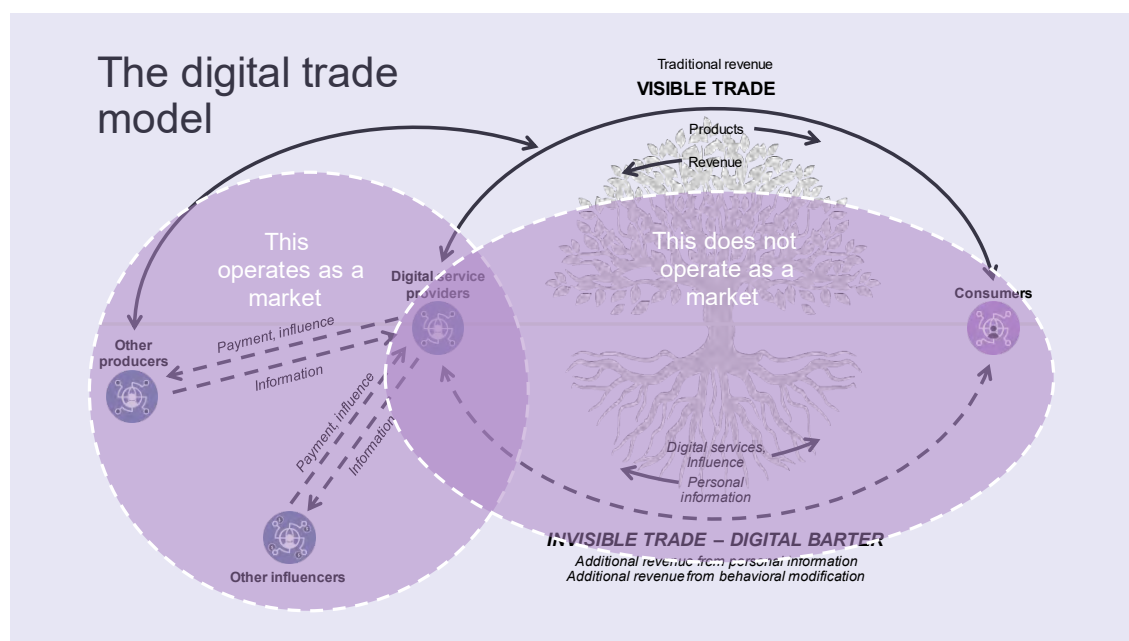 The digital trade
model
Traditional revenue
VISIBLE TRADE
Products
Revenue
This
operates as a
market
This does not
operate as a
market
Digital service
providers
Consumers
Other
producers
Payment, influence
Information
Payment, influence
Information
Digital services,
Influence
Personal
information
Other influencers
INVISIBLE TRADE – DIGITAL BARTER
Additional revenue from personal information
Additional revenue from behavioral modification